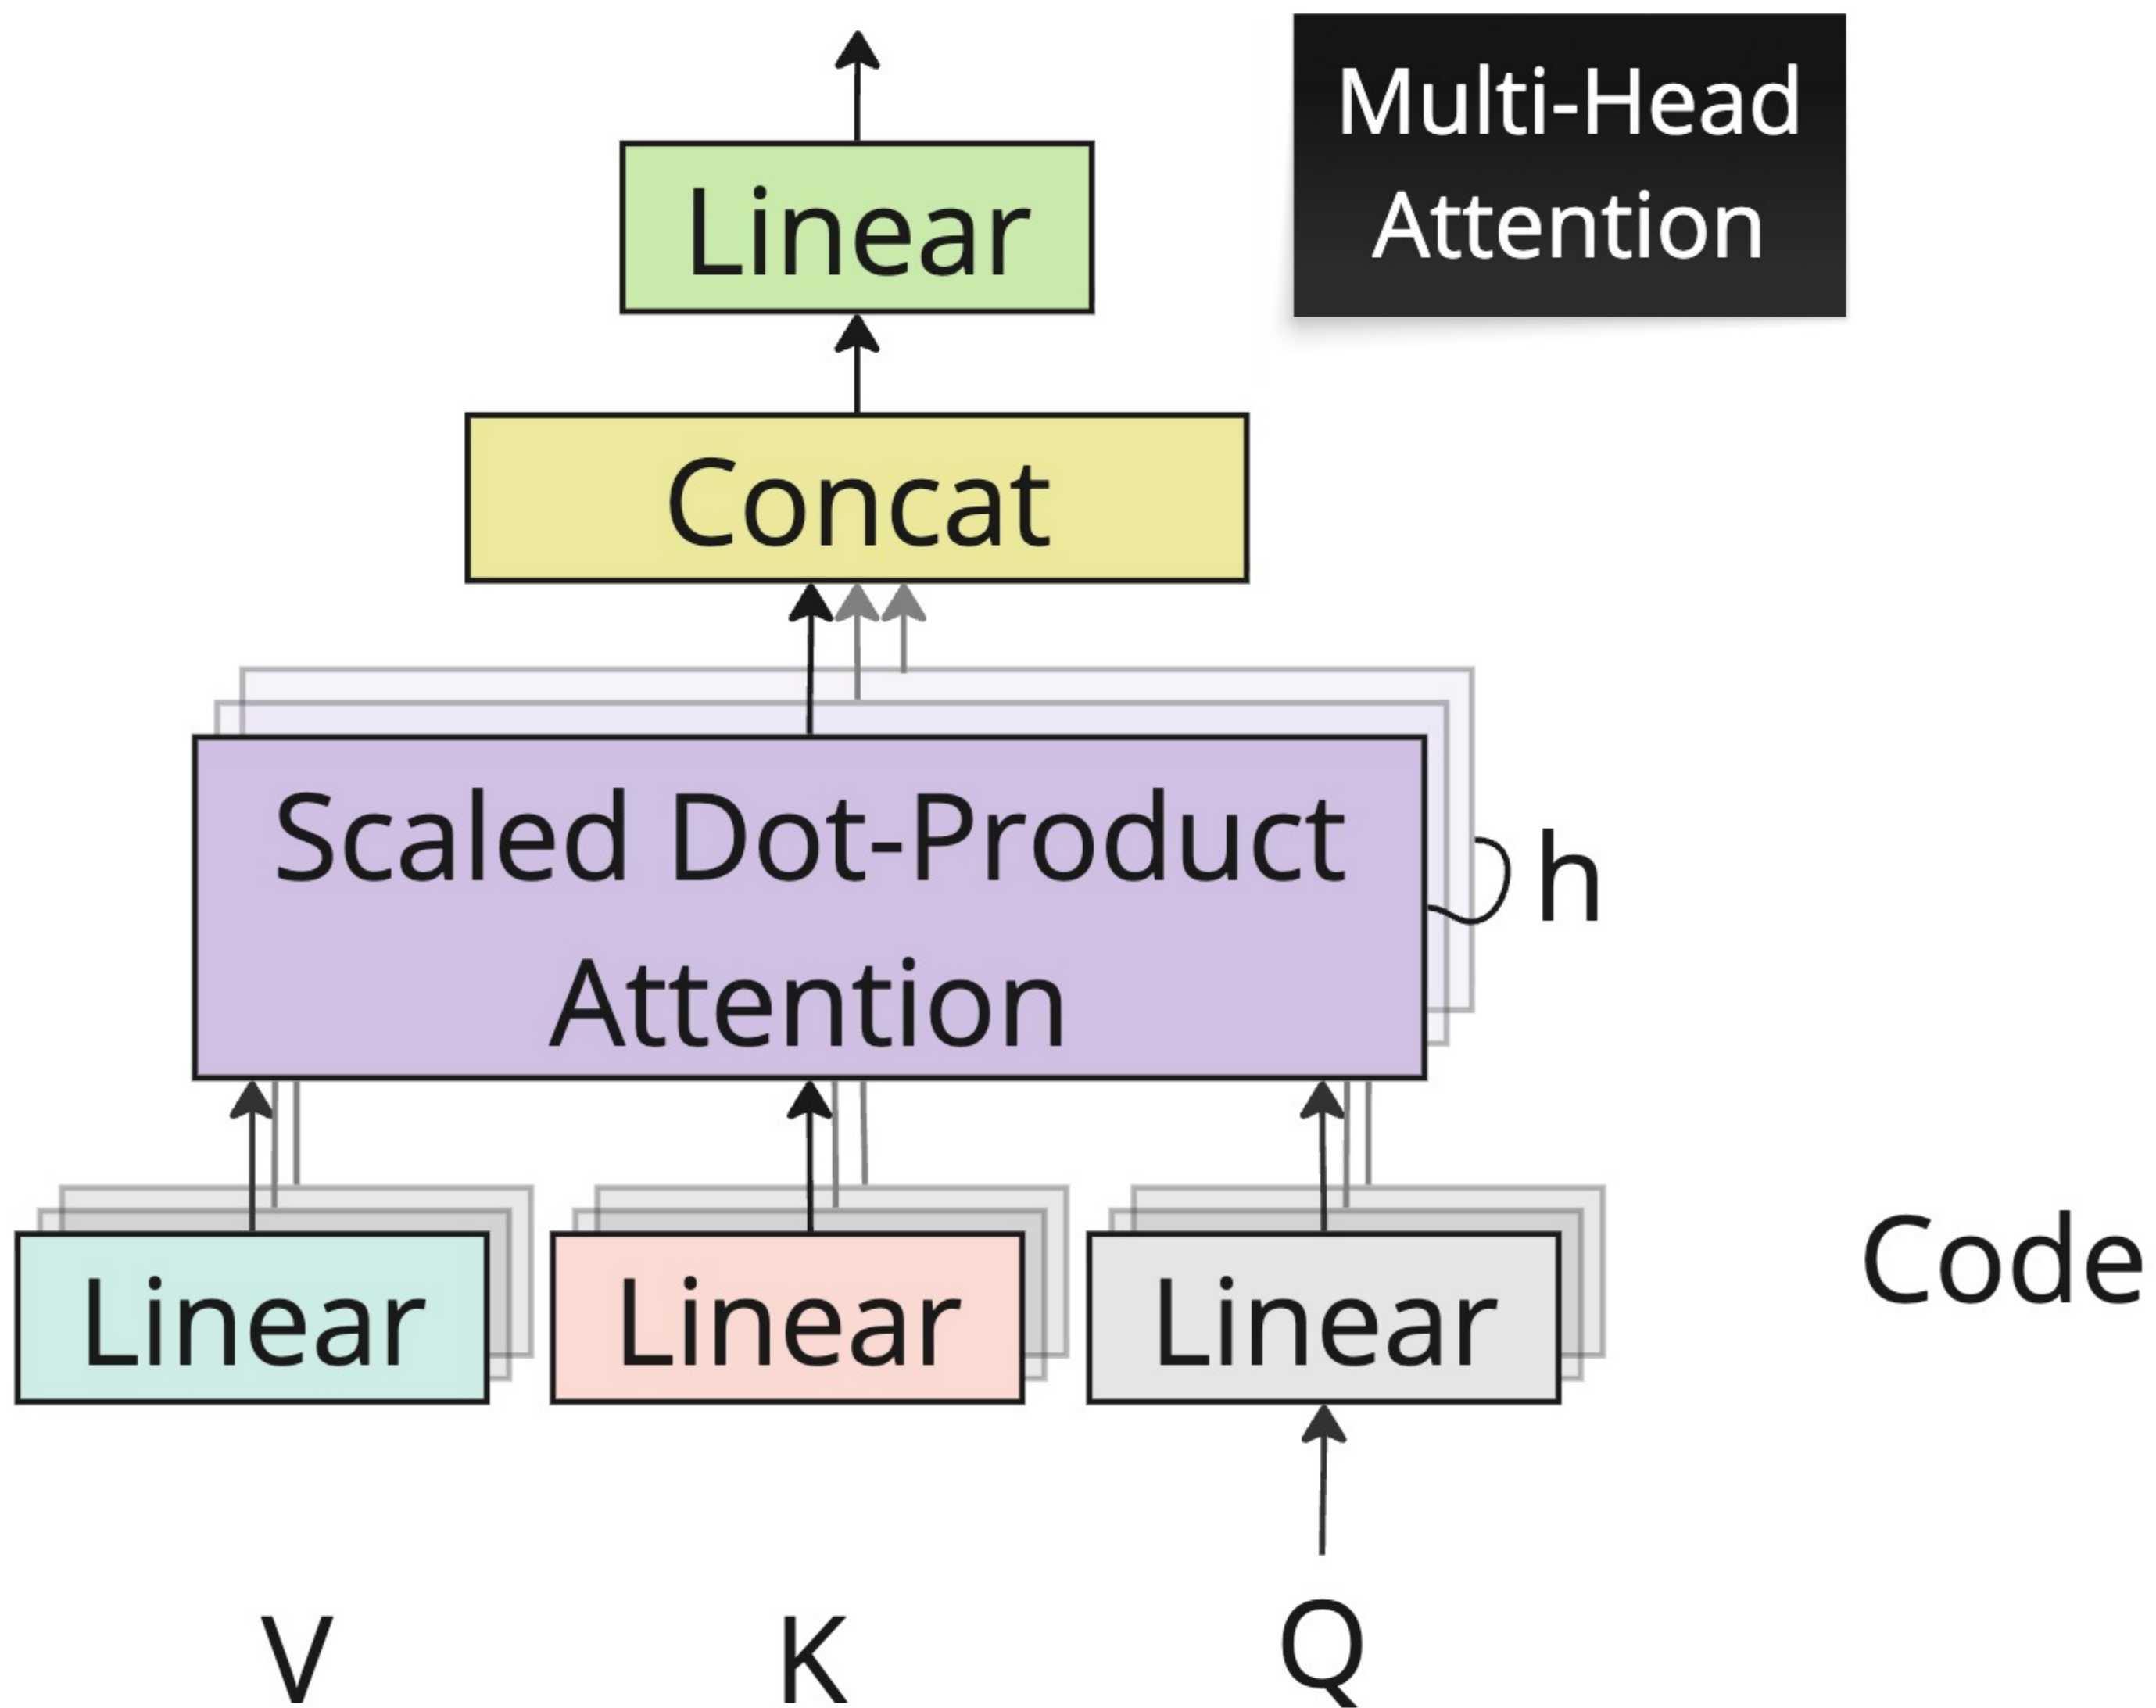 Multi-Head
Attention
Linear
Concat
Scaled Dot-Product
Attention
h
Linear
Linear
Linear
Code
V
K
Q